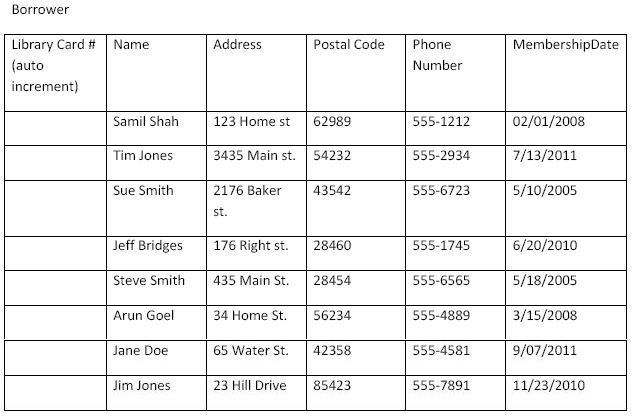 Borrower
Library Card # Name Address Postal Code Phone MembershipDate
(auto Number
increment)
Samil Shah 123 Home st 62989 555-1212 02/01/2008
Tim Jones 3435 Main st. 54232 555-2934 7/13/2011
Sue Smith 2176 Baker 43542 555-6723 5/10/2005
st.
Jeff Bridges 176 Right st. 28460 555-1745 6/20/2010
Steve Smith 435 Main St. 28454 555-6565 5/18/2005
Arun Goel 34 Home St. 56234 555-4889 3/15/2008
Jane Doe 65 Water St. 42358 555-4581 9/07/2011
Jim Jones 23 Hill Drive 85423 555-7891 11/23/2010